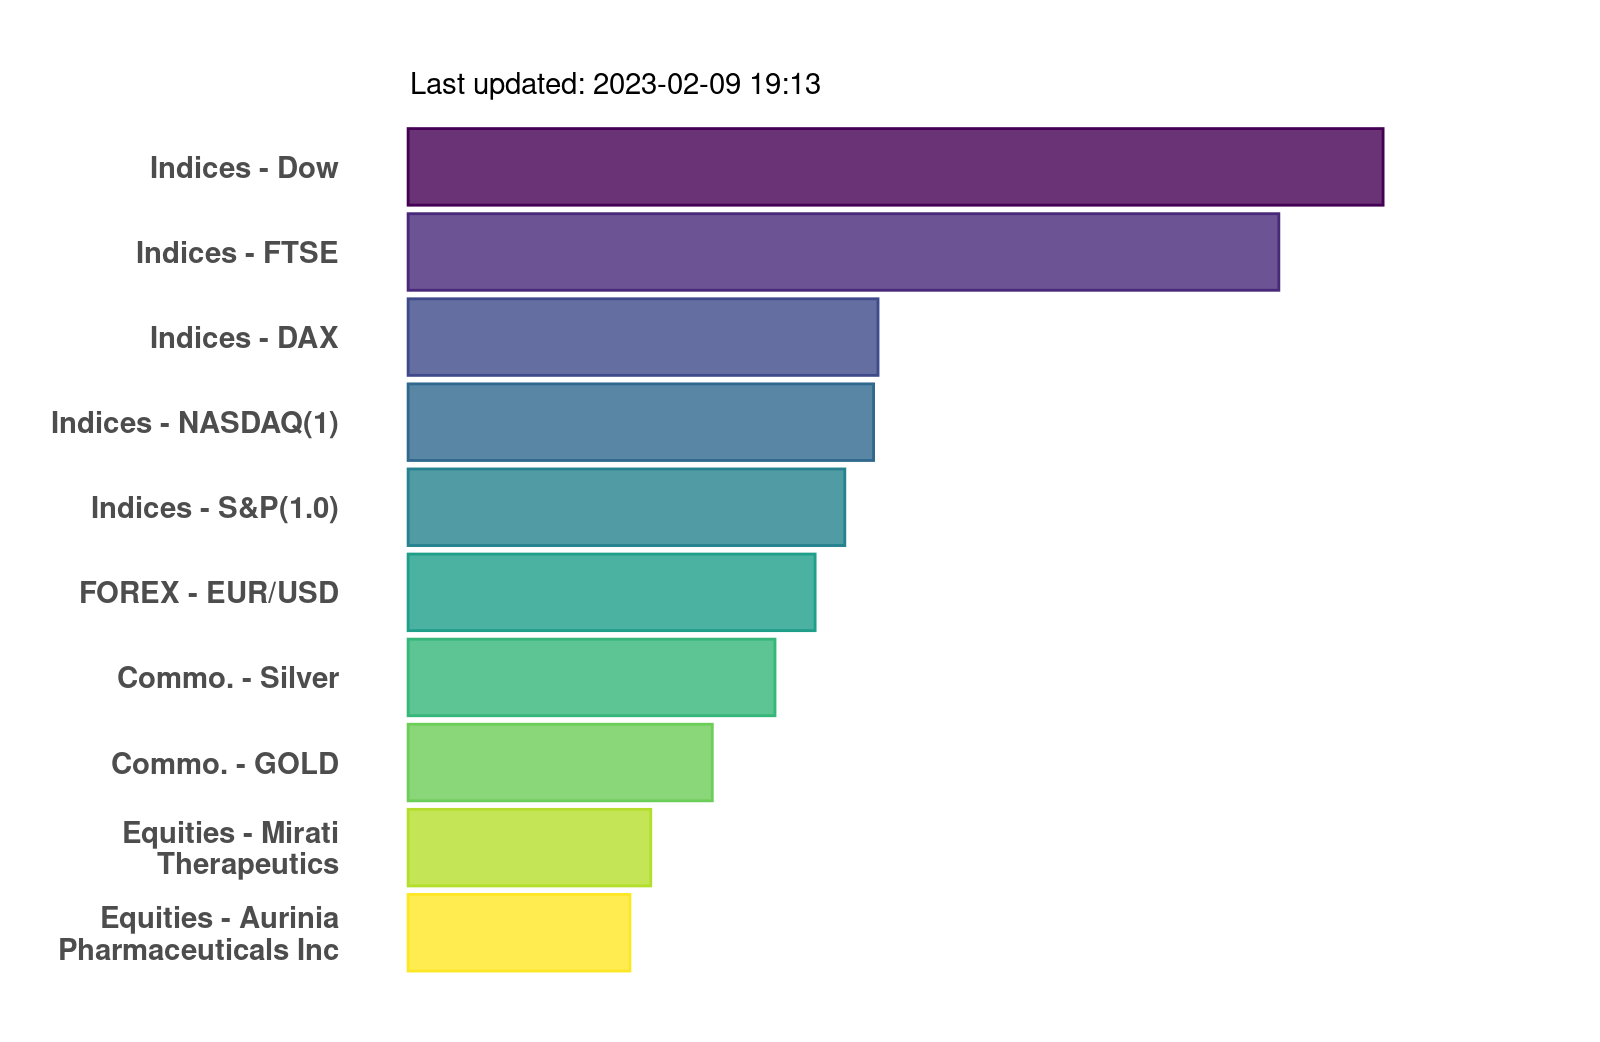 Last updated: 2023-02-09 19:13
Indices - Dow
Indices - FTSE
Indices - DAX
Indices - NASDAQ(1)
Indices - S&P(1.0)
FOREX - EUR/USD
Commo. - Silver
Commo. - GOLD
Equities - Mirati
Therapeutics
Equities - Aurinia
Pharmaceuticals Inc